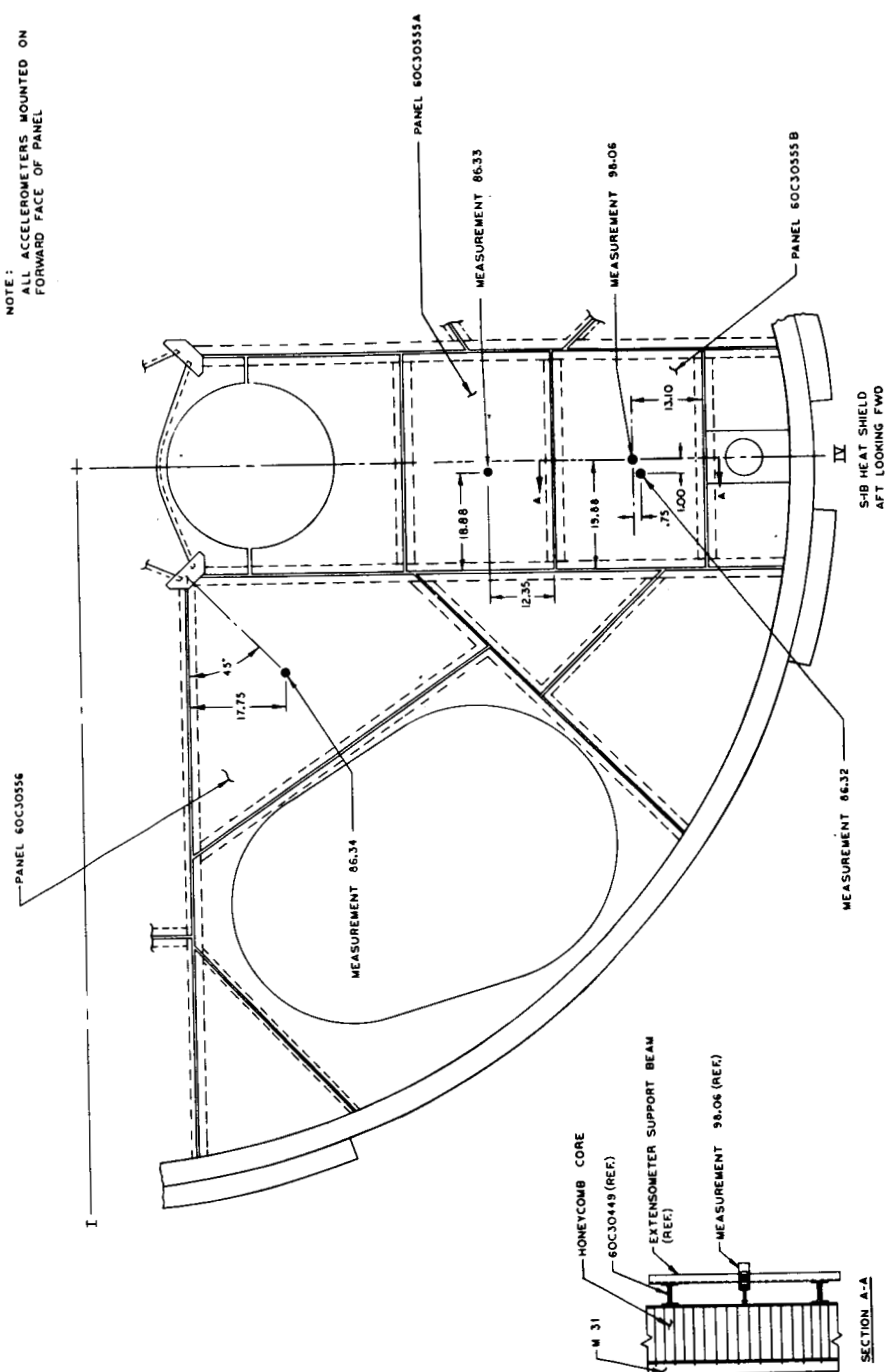 NOTE:
ALL ACCELEROMETERS MOUNTED ON
FORWARD FACE OF PANEL
PANEL 60C30556
PANEL 60C30555A
MEASUREMENT 86.33
MEASUREMENT 98.06
PANEL 60C30555B
45°
17.75
18.88
12.35
A
A
19.88
.75
1.00
13.10
MEASUREMENT 86.34
MEASUREMENT 86.32
I
IV
S-IB HEAT SHIELD
AFT LOOKING FWD
M 31
HONEYCOMB CORE
60C30449 (REF.)
EXTENSOMETER SUPPORT BEAM
(REF.)
MEASUREMENT 98.06 (REF.)
SECTION A-A